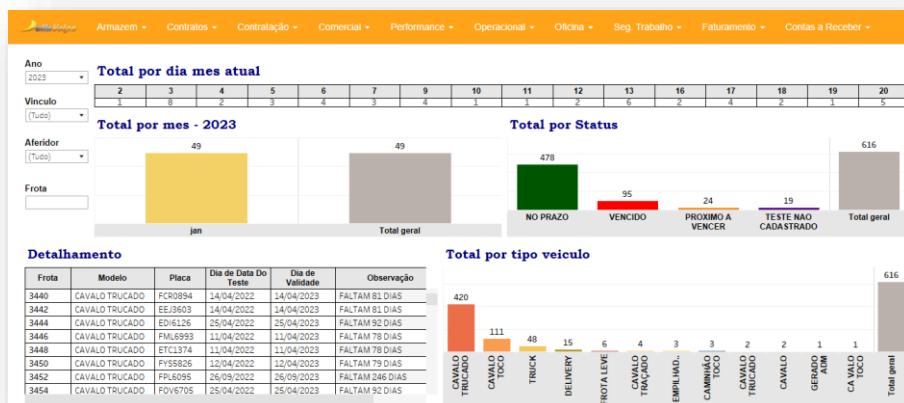 Armazem Contratos Contratação Comercial Performance Operacional Oficina Seg. Trabalho Faturamento Contas a Receber
Ano
2023
Vinculo
(Tudo)
Aferidor
(Tudo)
Frota
Total por dia mes atual
2 3 4 5 6 7 9 10 11 12 13 16 17 18 19 20
1 8 2 3 4 3 4 1 1 2 6 2 4 2 1 5
Total por mes - 2023
49 49
jan Total geral
Total por Status
478 95 24 19 616
NO PRAZO VENCIDO PROXIMO A VENCER TESTE NAO CADASTRADO Total geral
Detalhamento
Frota Modelo Placa Dia de Data Do Teste Dia de Validade Observação
3440 CAVALO TRUCADO FCR0894 14/04/2022 14/04/2023 FALTAM 81 DIAS
3442 CAVALO TRUCADO EEJ3603 14/04/2022 14/04/2023 FALTAM 81 DIAS
3444 CAVALO TRUCADO EDI6126 25/04/2022 25/04/2023 FALTAM 92 DIAS
3446 CAVALO TRUCADO FML6993 11/04/2022 11/04/2023 FALTAM 78 DIAS
3448 CAVALO TRUCADO ETC1374 11/04/2022 11/04/2023 FALTAM 78 DIAS
3450 CAVALO TRUCADO FYS5826 12/04/2022 12/04/2023 FALTAM 79 DIAS
3452 CAVALO TRUCADO FPL6095 26/09/2022 26/09/2023 FALTAM 246 DIAS
3454 CAVALO TRUCADO FOV6705 25/04/2022 25/04/2023 FALTAM 92 DIAS
Total por tipo veiculo
420 111 48 15 6 4 3 3 2 2 1 1 616
CAVALO TRUCADO
CAVALO TOCO
TRUCK
DELIVERY
FROTA LEVE
CAVALO TRAÇADO
EMPILHAD..
CAMINHÃO TOCO
CAVALO TRUCADO
CAVALO
GERADO ADM
CA VALO TOCO
Total geral